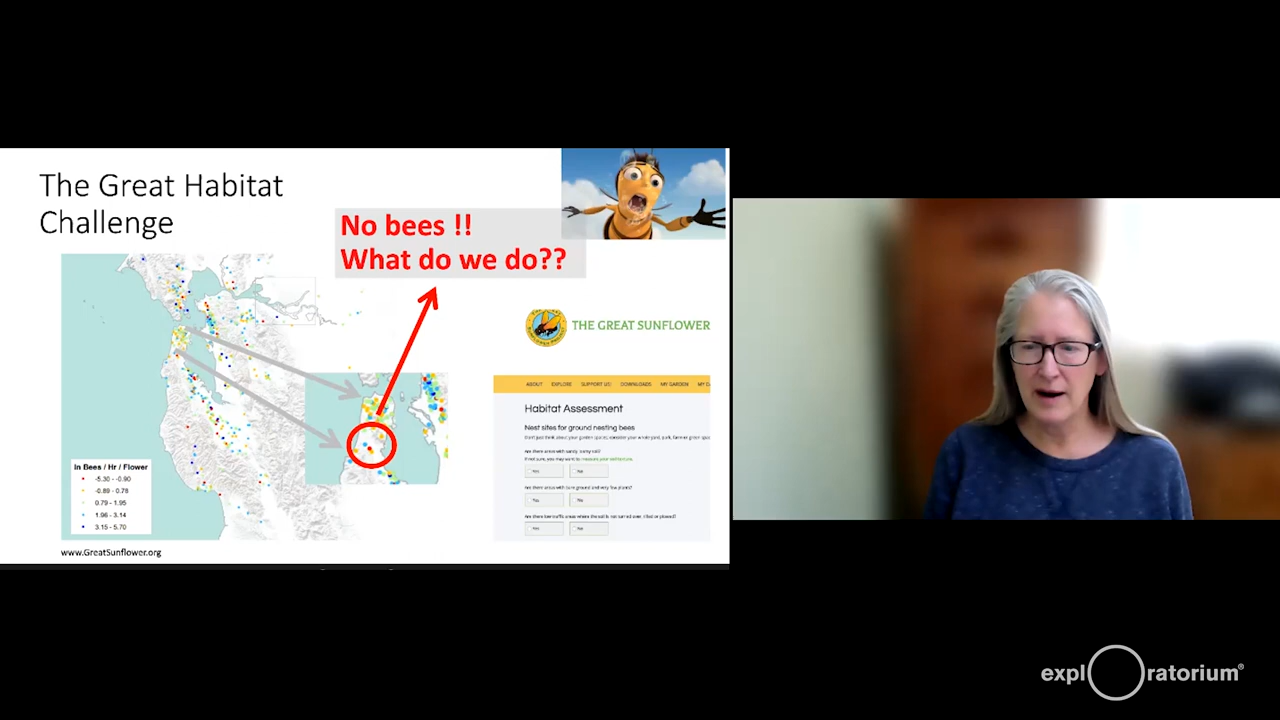 The Great Habitat
Challenge
No bees !!
What do we do??
THE GREAT SUNFLOWER
ABOUT EXPLORE SUPPORT US! DOWNLOADS MY GARDEN
Habitat Assessment
Nest sites for ground nesting bees
In Bees / Hr / Flower
-5.30 - -0.90
-0.89 - 0.78
0.79 - 1.95
1.96 - 3.14
3.15 - 5.70
www.GreatSunflower.org
exploratorium®